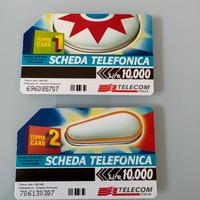 FLIPPER
CARD 1
SCHEDA TELEFONICA
Lire 10.000
696085707
TELECOM
ITALIA
FLIPPER
CARD 2
SCHEDA TELEFONICA
Lire 10.000
706130307
TELECOM
ITALIA